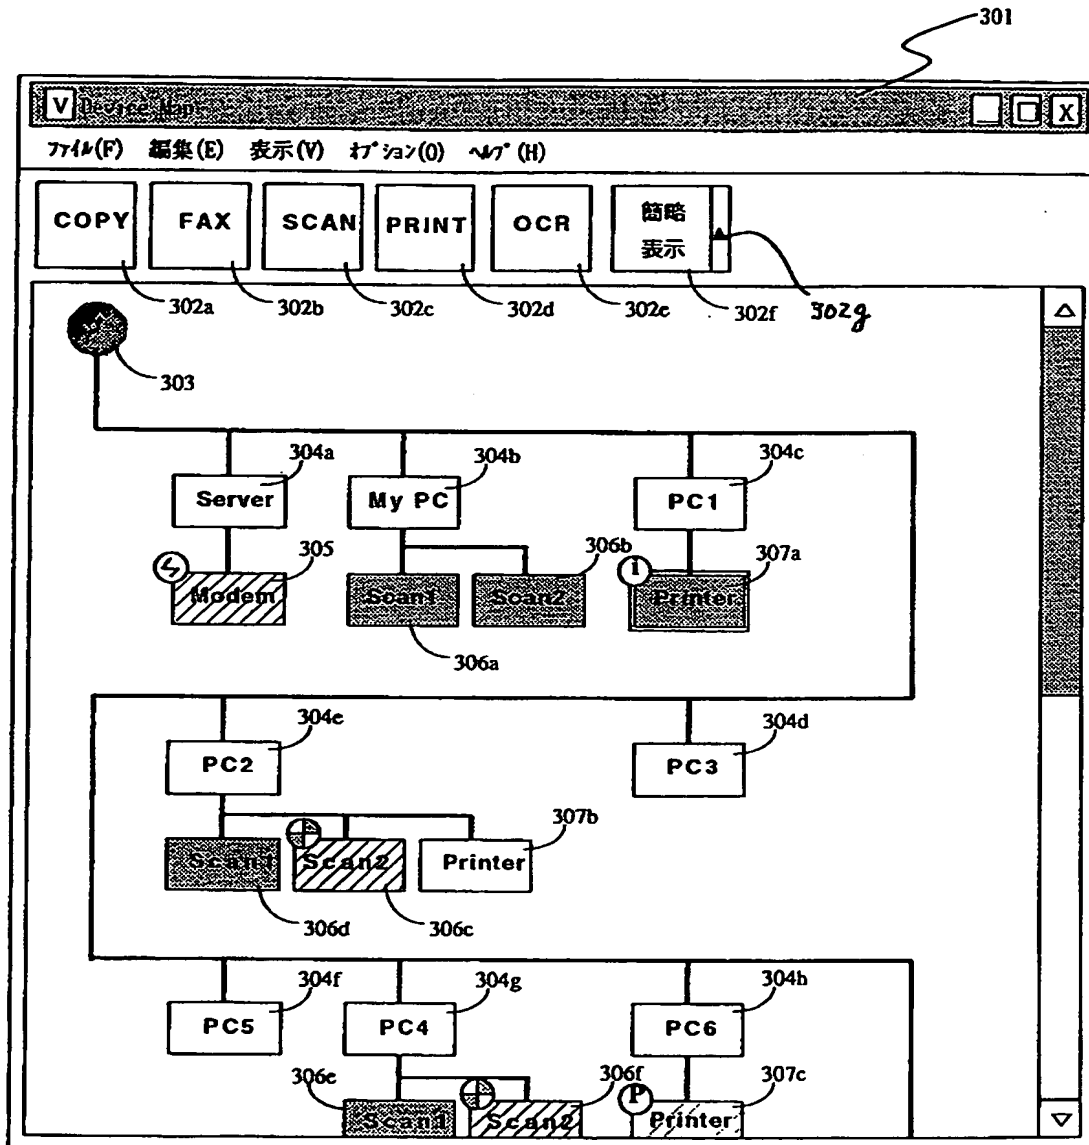 301
V Device Map X
ファイル(F) 編集(E) 表示(V) オプション(O) ヘルプ(H)
COPY FAX SCAN PRINT OCR 簡略表示
302a 302b 302c 302d 302e 302f 302g
303
304a 304b 304c
Server My PC PC1
305 306b 307a
Modem Scan1 Scan2 1 Printer
306a
304e 304d
PC2 PC3
307b
Scan1 Scan2 Printer
306d 306c
304f 304g 304h
PC5 PC4 PC6
306e 306f P 307c
Scan1 Scan2 Printer